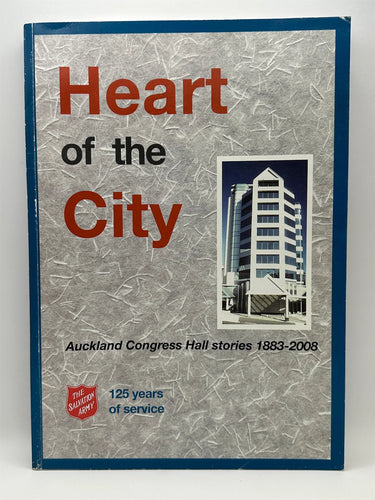 Heart
of the
City
Auckland Congress Hall stories 1883-2008
THE
SALVATION
ARMY
125 years
of service